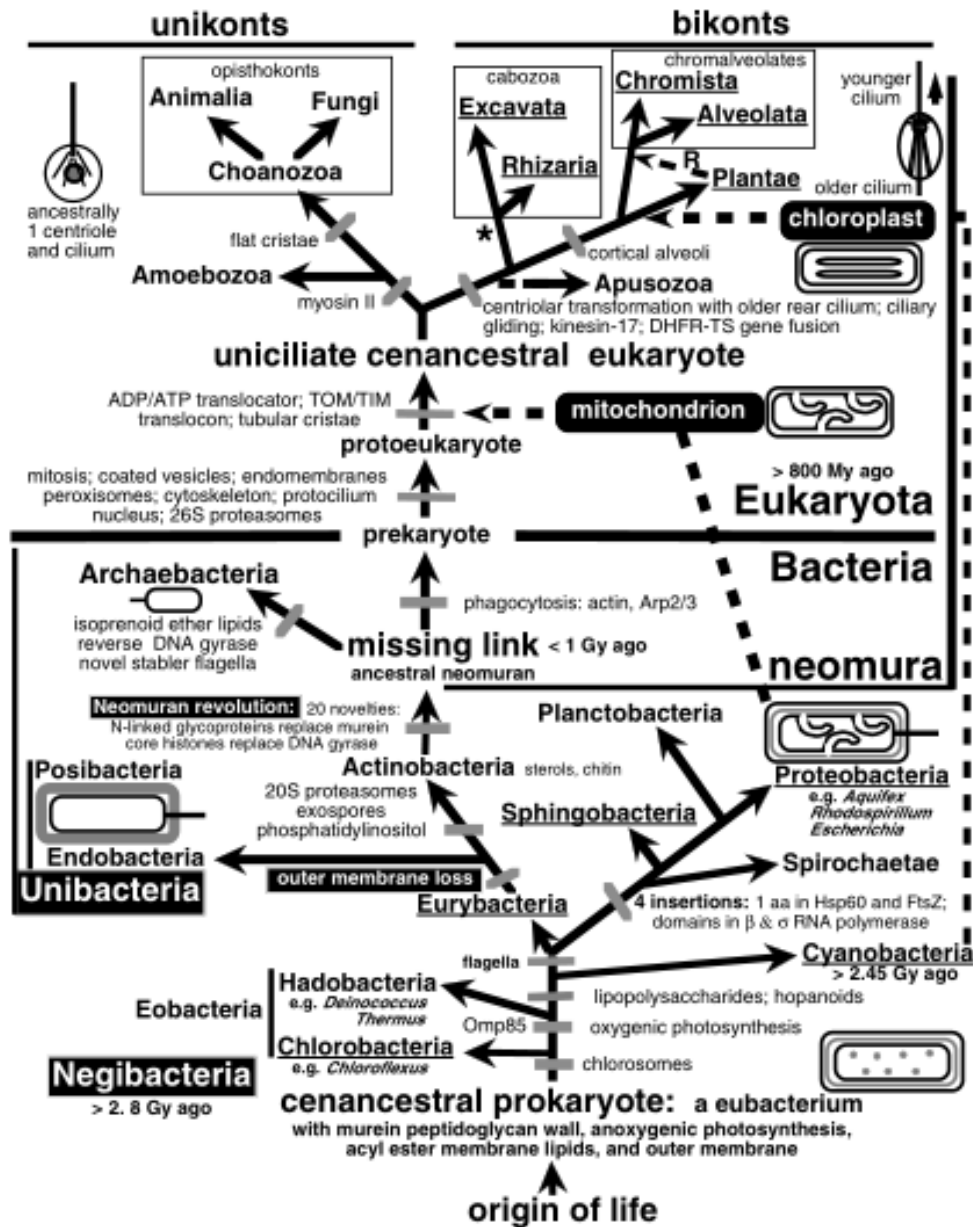 unikonts
bikonts
opisthokonts
Animalia
Fungi
Choanozoa
cabozoa
Excavata
Rhizaria
chromalveolates
Chromista
Alveolata
R
Plantae
younger
cilium
older cilium
chloroplast
ancestrally
1 centriole
and cilium
flat cristae
*
cortical alveoli
Amoebozoa
myosin II
Apusozoa
centriolar transformation with older rear cilium; ciliary
gliding; kinesin-17; DHFR-TS gene fusion
uniciliate cenancestral eukaryote
ADP/ATP translocator; TOM/TIM
translocon; tubular cristae
mitochondrion
protoeukaryote
> 800 My ago
mitosis; coated vesicles; endomembranes
peroxisomes; cytoskeleton; protocilium
nucleus; 26S proteasomes
Eukaryota
prekaryote
Bacteria
Archaebacteria
isoprenoid ether lipids
reverse DNA gyrase
novel stabler flagella
phagocytosis: actin, Arp2/3
missing link < 1 Gy ago
ancestral neomuran
neomura
Neomuran revolution: 20 novelties:
N-linked glycoproteins replace murein
core histones replace DNA gyrase
Planctobacteria
Posibacteria
Actinobacteria sterols, chitin
20S proteasomes
exospores
phosphatidylinositol
Sphingobacteria
Proteobacteria
e.g. Aquifex
Rhodospirillum
Escherichia
Endobacteria
Unibacteria
outer membrane loss
Eurybacteria
Spirochaetae
4 insertions: 1 aa in Hsp60 and FtsZ;
domains in β & σ RNA polymerase
flagella
Cyanobacteria
> 2.45 Gy ago
Eobacteria
Hadobacteria
e.g. Deinococcus
Thermus
lipopolysaccharides; hopanoids
Omp85
oxygenic photosynthesis
Chlorobacteria
e.g. Chloroflexus
chlorosomes
Negibacteria
> 2. 8 Gy ago
cenancestral prokaryote: a eubacterium
with murein peptidoglycan wall, anoxygenic photosynthesis,
acyl ester membrane lipids, and outer membrane
origin of life